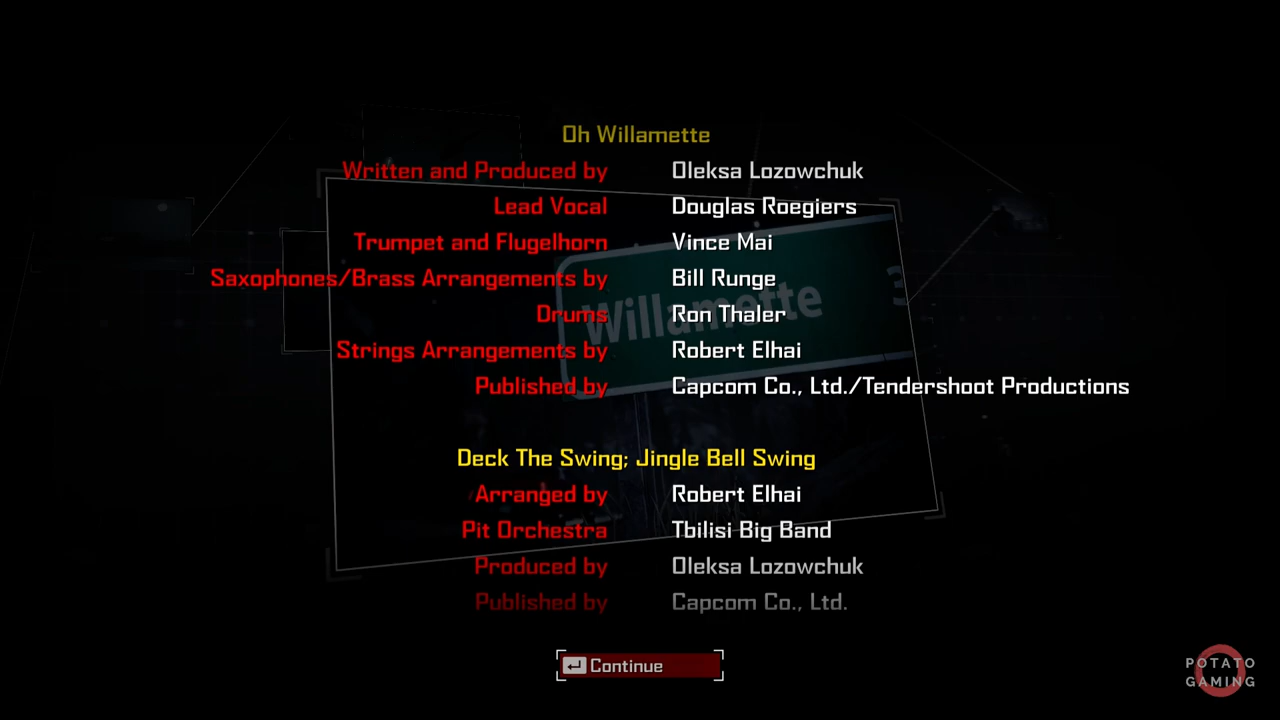 Oh Willamette
Written and Produced by Oleksa Lozowchuk
Lead Vocal Douglas Roegiers
Trumpet and Flugelhorn Vince Mai
Saxophones/Brass Arrangements by Bill Runge
Drums Ron Thaler
Strings Arrangements by Robert Elhai
Published by Capcom Co., Ltd./Tendershoot Productions
Willamette 3
Deck The Swing; Jingle Bell Swing
Arranged by Robert Elhai
Pit Orchestra Tbilisi Big Band
Produced by Oleksa Lozowchuk
Published by Capcom Co., Ltd.
Continue
POTATO
GAMING